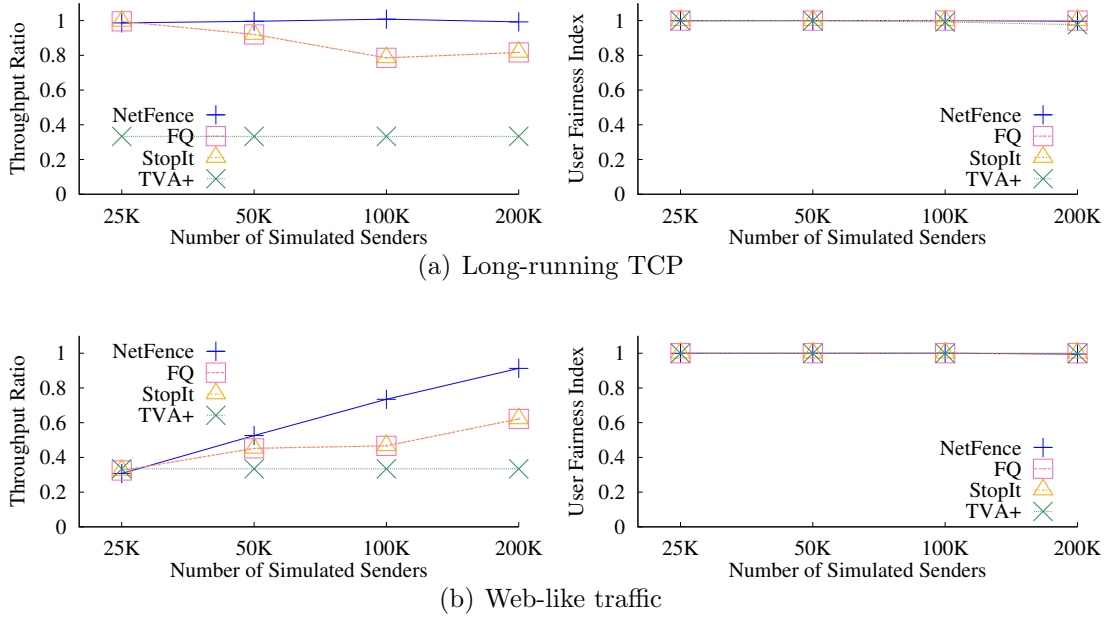 1
0.8
0.6
0.4
0.2
0
Throughput Ratio
NetFence
FQ
StopIt
TVA+
25K 50K 100K 200K
Number of Simulated Senders
1
0.8
0.6
0.4
0.2
0
User Fairness Index
NetFence
FQ
StopIt
TVA+
25K 50K 100K 200K
Number of Simulated Senders
(a) Long-running TCP
1
0.8
0.6
0.4
0.2
0
Throughput Ratio
NetFence
FQ
StopIt
TVA+
25K 50K 100K 200K
Number of Simulated Senders
1
0.8
0.6
0.4
0.2
0
User Fairness Index
NetFence
FQ
StopIt
TVA+
25K 50K 100K 200K
Number of Simulated Senders
(b) Web-like traffic